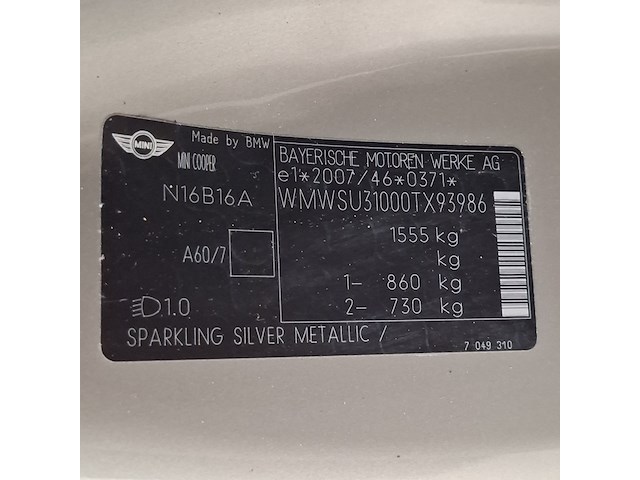 MINI
Made by BMW
MINI COOPER
N16B16A
A60/7
1.0
BAYERISCHE MOTOREN WERKE AG
e1*2007/46*0371*
WMWSU31000TX93986
1555 kg
kg
1- 860 kg
2- 730 kg
SPARKLING SILVER METALLIC /
7 049 310